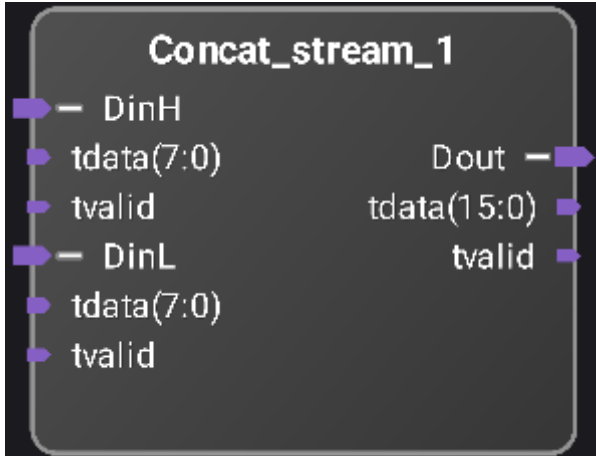 Concat_stream_1
DinH
tdata(7:0)
Dout
tvalid
tdata(15:0)
DinL
tvalid
tdata(7:0)
tvalid